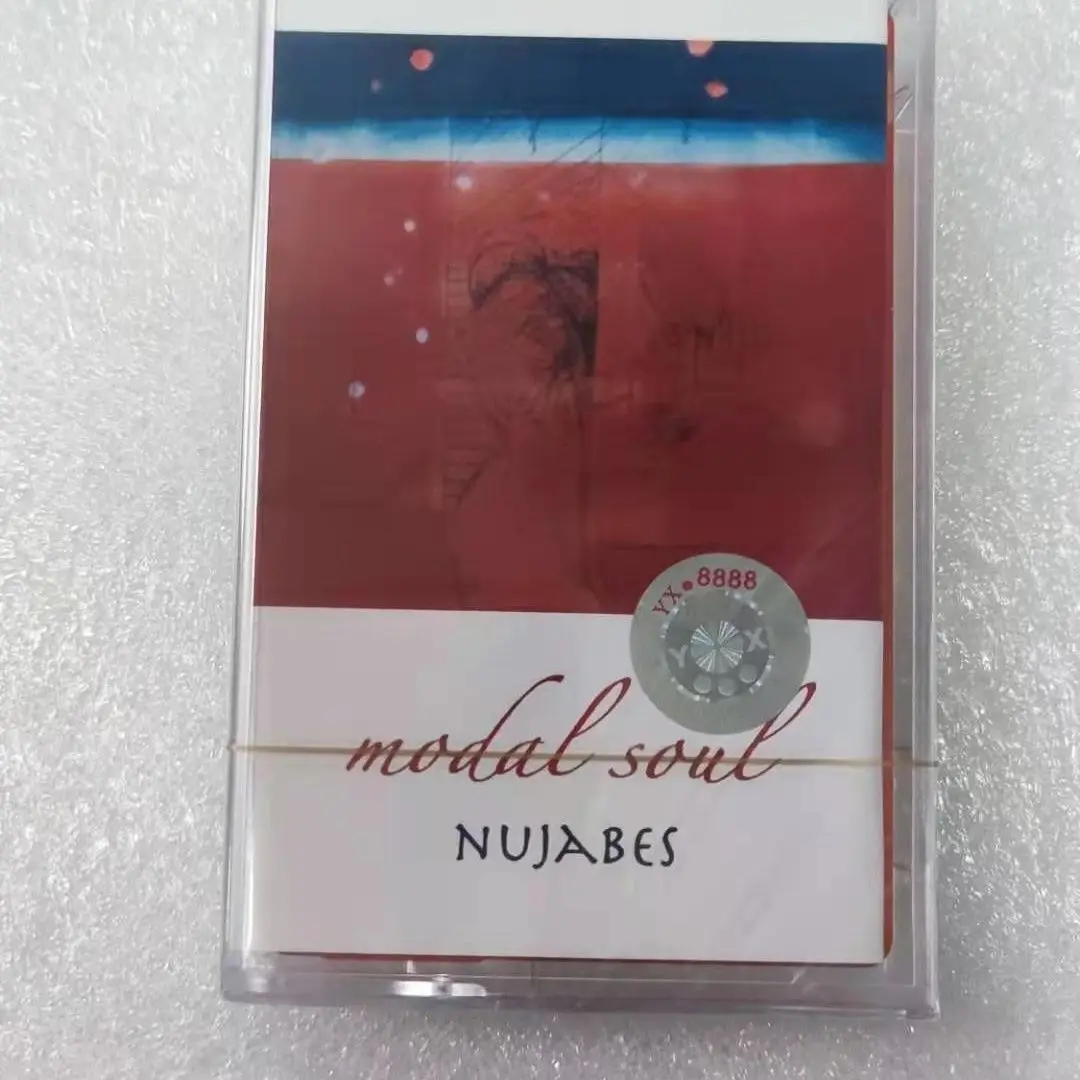 YX●8888
Y X
modal soul
NUJABES